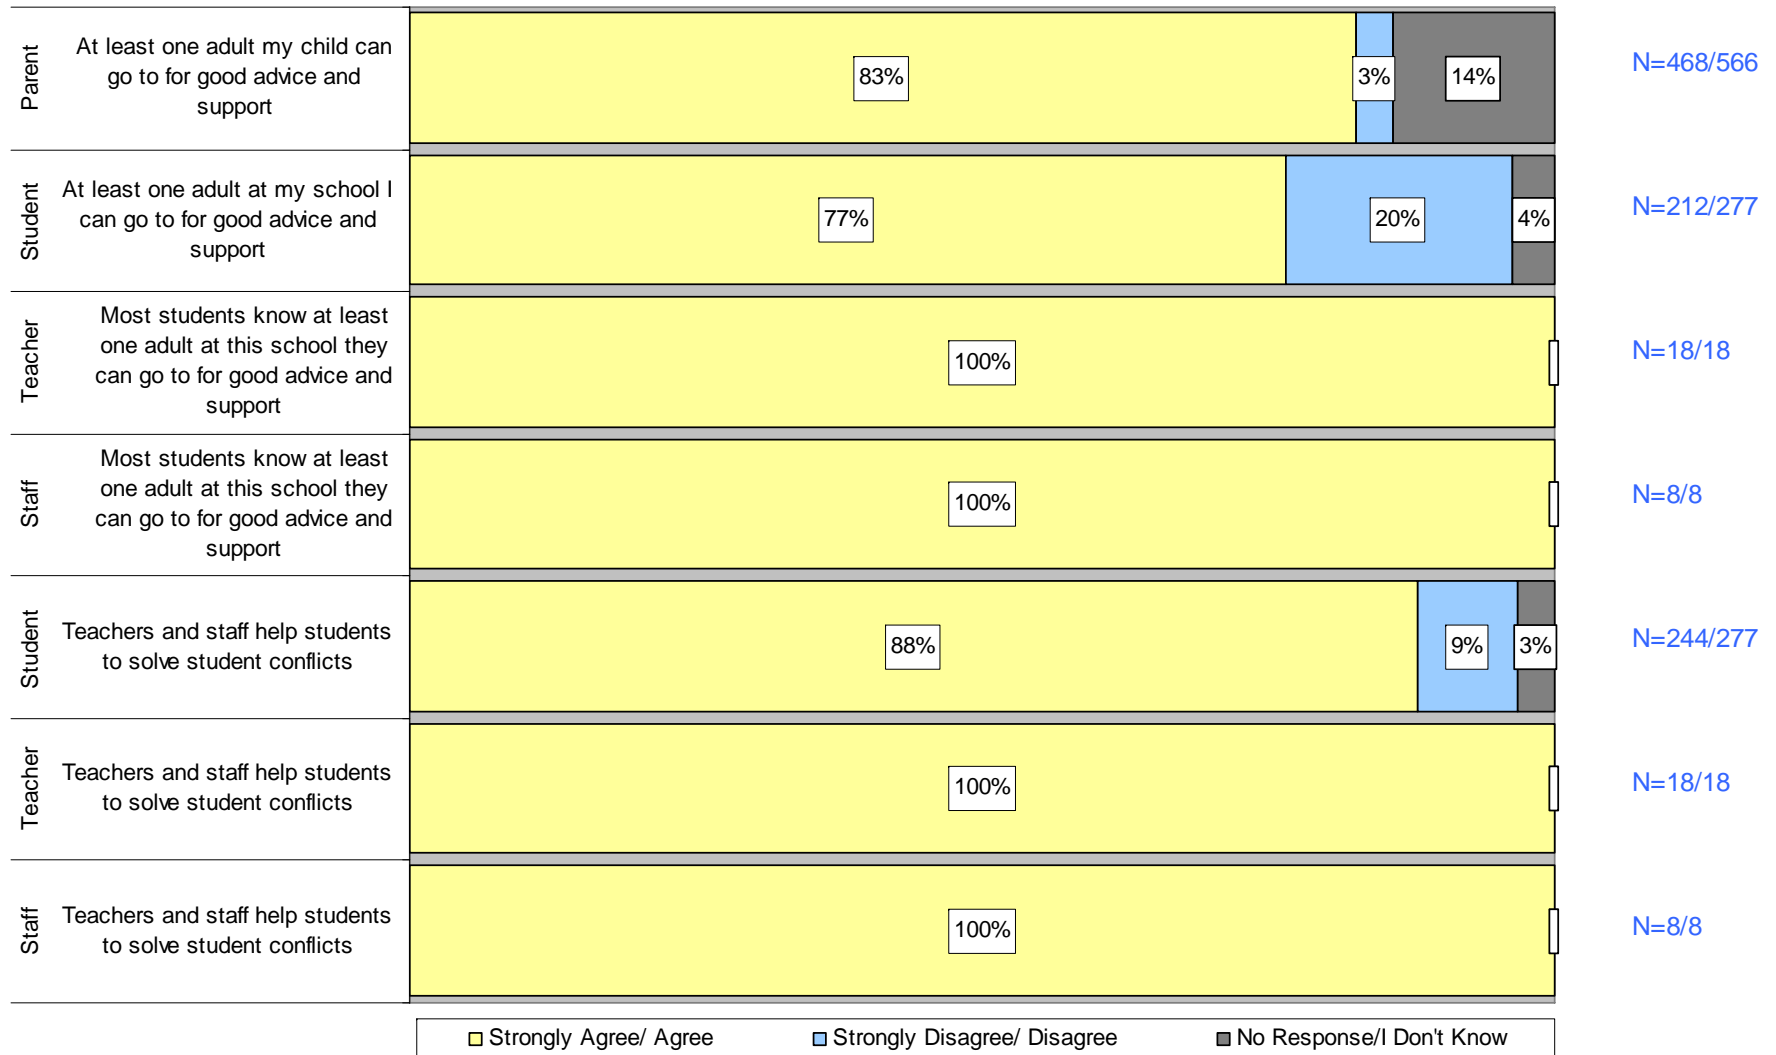 Parent
At least one adult my child can
go to for good advice and
support
83%
3%
14%
N=468/566
Student
At least one adult at my school I
can go to for good advice and
support
77%
20%
4%
N=212/277
Teacher
Most students know at least
one adult at this school they
can go to for good advice and
support
100%
N=18/18
Staff
Most students know at least
one adult at this school they
can go to for good advice and
support
100%
N=8/8
Student
Teachers and staff help students
to solve student conflicts
88%
9%
3%
N=244/277
Teacher
Teachers and staff help students
to solve student conflicts
100%
N=18/18
Staff
Teachers and staff help students
to solve student conflicts
100%
N=8/8
Strongly Agree/ Agree
Strongly Disagree/ Disagree
No Response/I Don't Know